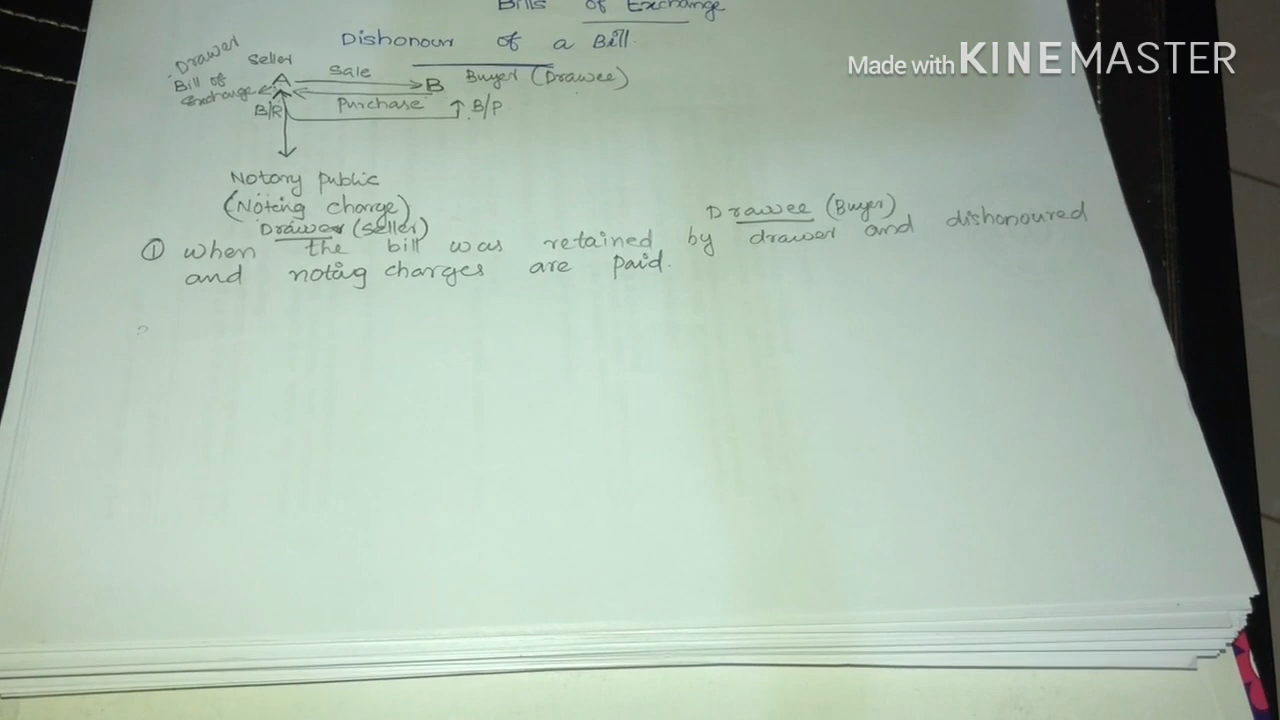 Bills of Exchange
Made with KINEMASTER
Dishonour of a Bill.
Drawer Seller
Bill of Exchange
A Sale B Buyer (Drawee)
B/R Purchase B/P
Notary public
(Noting charge)
Drawer (Seller) Drawee (Buyer)
① when the bill was retained by drawer and dishonoured
and noting charges are paid.